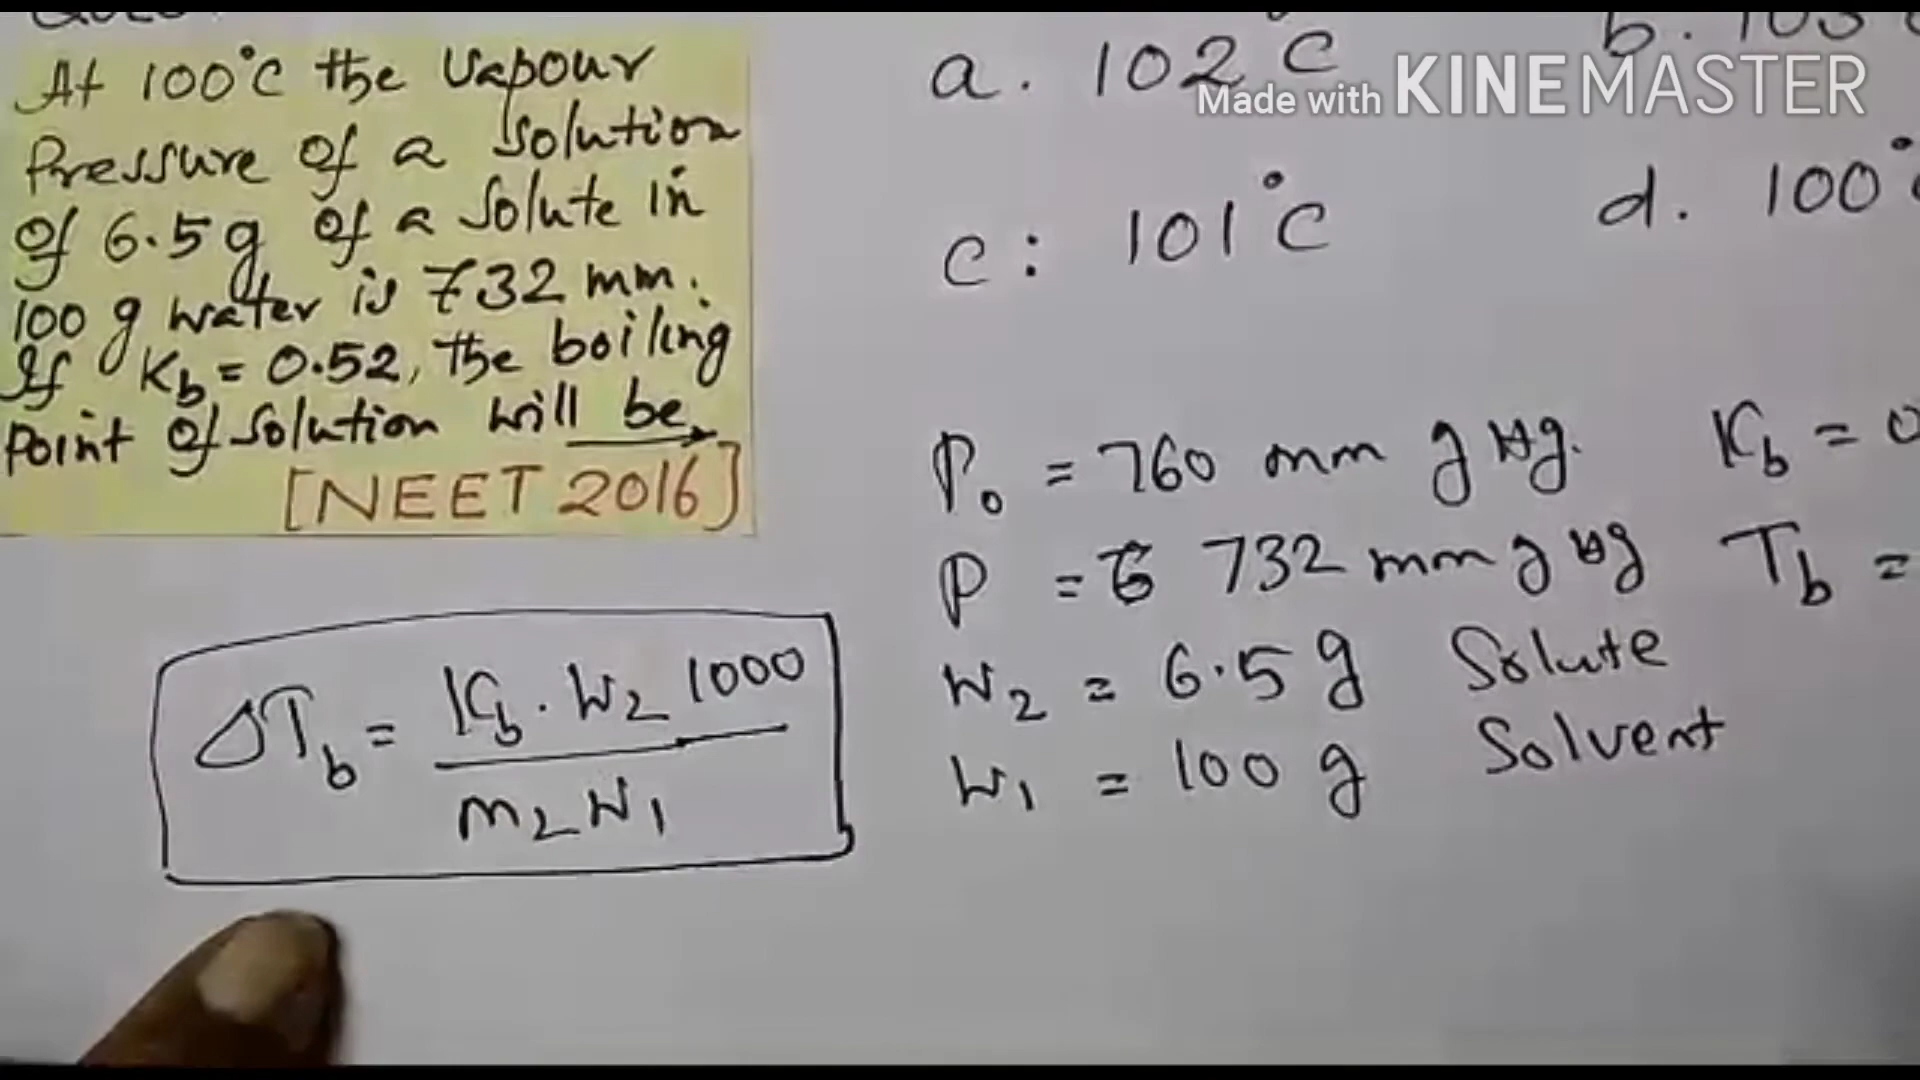 At 100°C the Vapour
Pressure of a solution
of 6.5 g of a solute in
100 g water is 732 mm.
If Kb = 0.52, the boiling
Point of solution will be
[NEET 2016]
a. 102°C
b. 103
Made with KINEMASTER
c: 101°C
d. 100°
P₀ = 760 mm g Hg. Kb = 0
P = 732 mm g Hg Tb =
W₂ = 6.5 g Solute
W₁ = 100 g Solvent
ΔTb = Kb . W₂ 1000
m₂ W₁